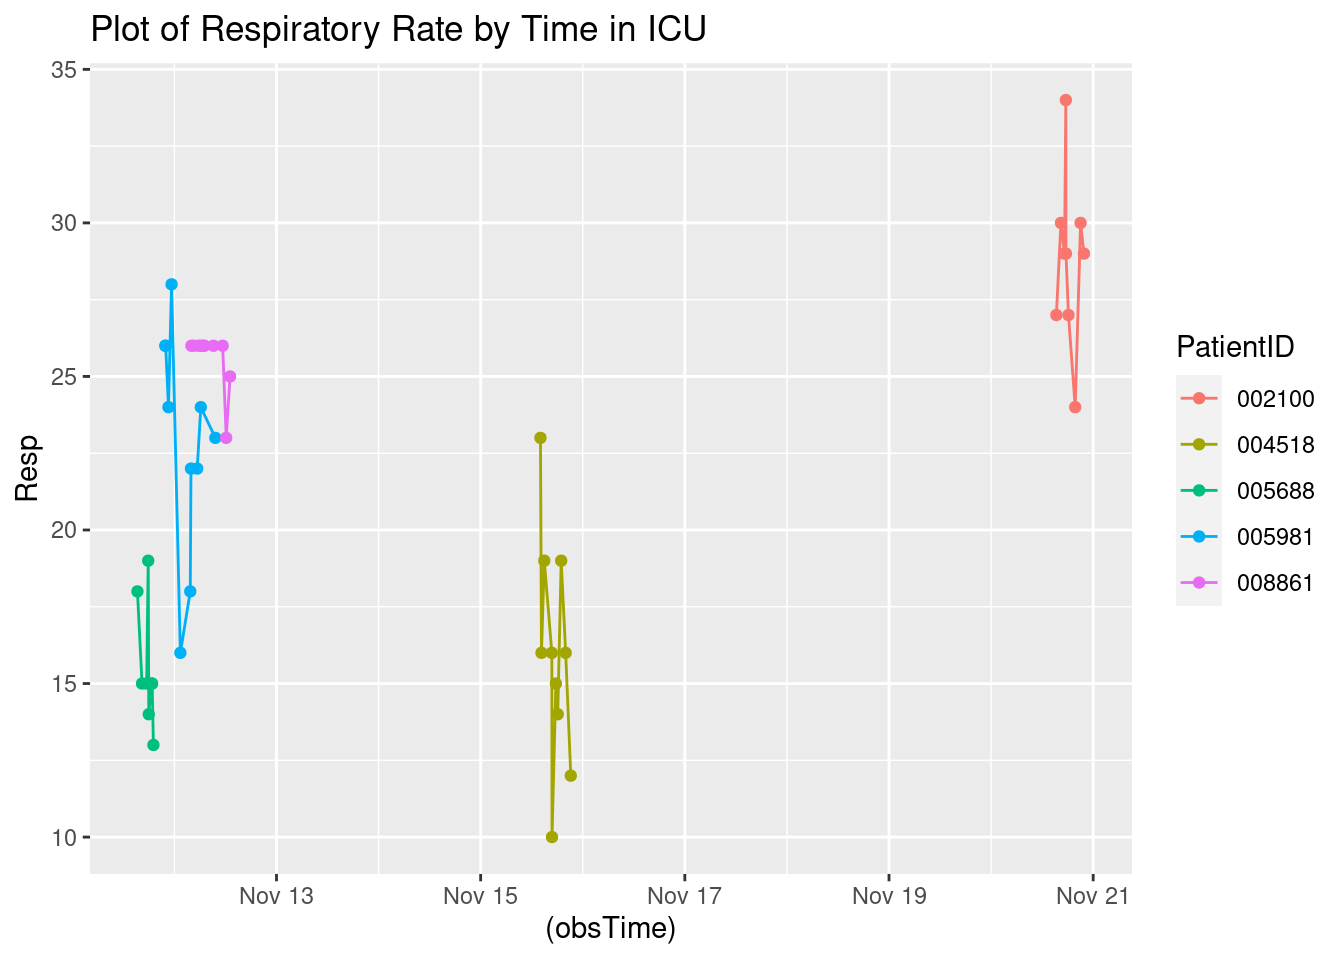 Plot of Respiratory Rate by Time in ICU
35
30
25
20
15
10
Resp
Nov 13 Nov 15 Nov 17 Nov 19 Nov 21
(obsTime)
PatientID
002100
004518
005688
005981
008861